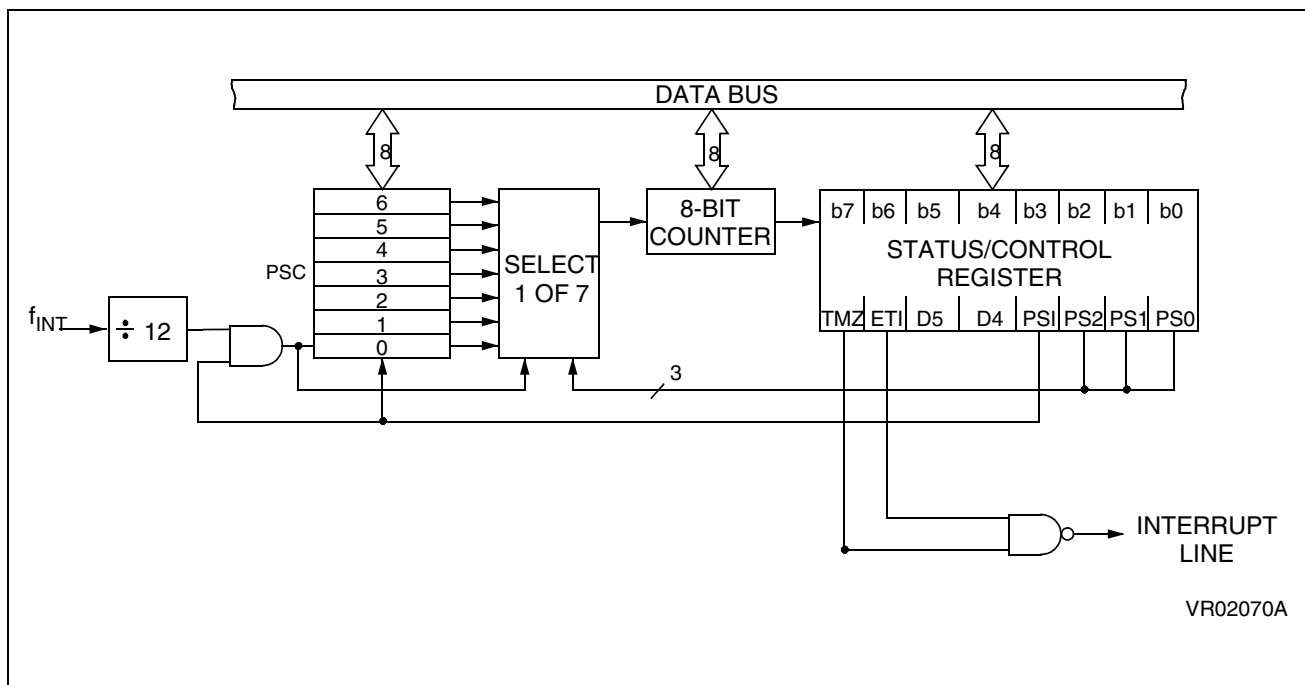 DATA BUS
8
8
8
6
5
4
3
2
1
0
PSC
SELECT
1 OF 7
8-BIT
COUNTER
b7 b6 b5 b4 b3 b2 b1 b0
STATUS/CONTROL
REGISTER
TMZ ETI D5 D4 PSI PS2 PS1 PS0
fINT
÷ 12
3
INTERRUPT
LINE
VR02070A